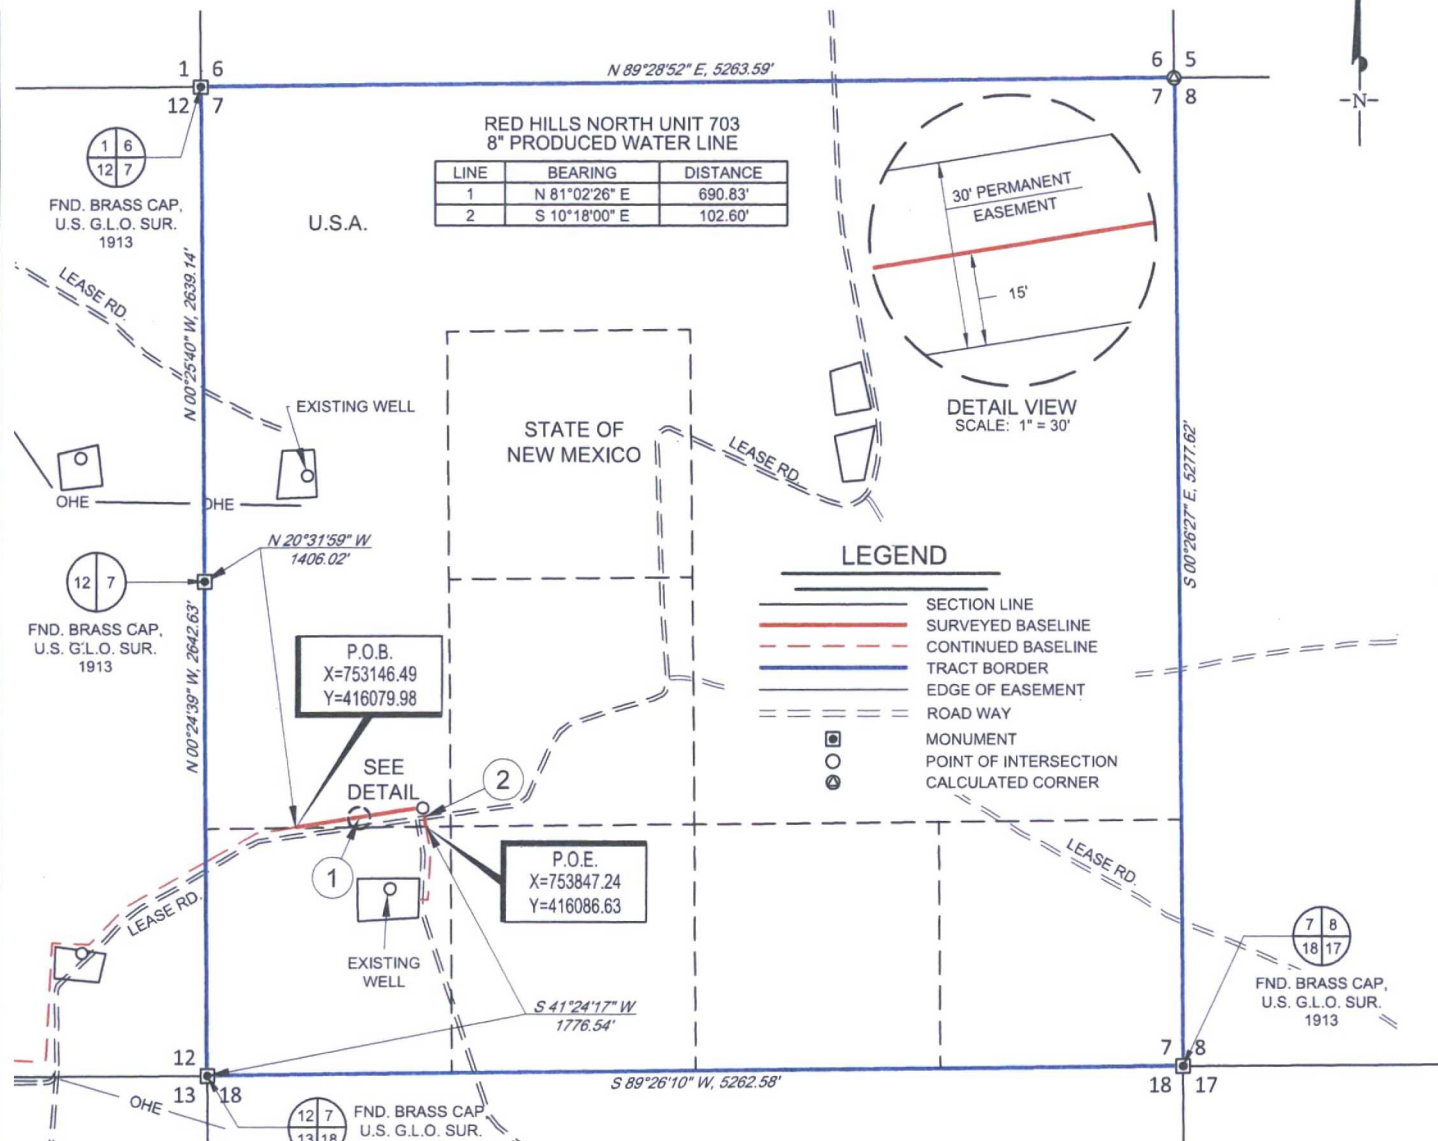 N 89°28'52" E, 5263.59'
1 6
12 7
6 5
7 8
-N-
1 6
12 7
FND. BRASS CAP,
U.S. G.L.O. SUR.
1913
U.S.A.
RED HILLS NORTH UNIT 703
8" PRODUCED WATER LINE
LINE BEARING DISTANCE
1 N 81°02'26" E 690.83'
2 S 10°18'00" E 102.60'
30' PERMANENT
EASEMENT
15'
DETAIL VIEW
SCALE: 1" = 30'
LEASE RD.
N 00°25'40" W, 2639.14'
EXISTING WELL
STATE OF
NEW MEXICO
LEASE RD.
S 00°26'27" E, 5277.62'
OHE
OHE
N 20°31'59" W
1406.02'
12 7
FND. BRASS CAP,
U.S. G.L.O. SUR.
1913
N 00°24'39" W, 2642.63'
P.O.B.
X=753146.49
Y=416079.98
LEGEND
SECTION LINE
SURVEYED BASELINE
CONTINUED BASELINE
TRACT BORDER
EDGE OF EASEMENT
ROAD WAY
MONUMENT
POINT OF INTERSECTION
CALCULATED CORNER
SEE
DETAIL
2
1
P.O.E.
X=753847.24
Y=416086.63
LEASE RD.
LEASE RD.
EXISTING
WELL
S 41°24'17" W
1776.54'
7 8
18 17
FND. BRASS CAP,
U.S. G.L.O. SUR.
1913
12
13 18
7 8
18 17
S 89°26'10" W, 5262.58'
OHE
12 7
13 18
FND. BRASS CAP
U.S. G.L.O. SUR.